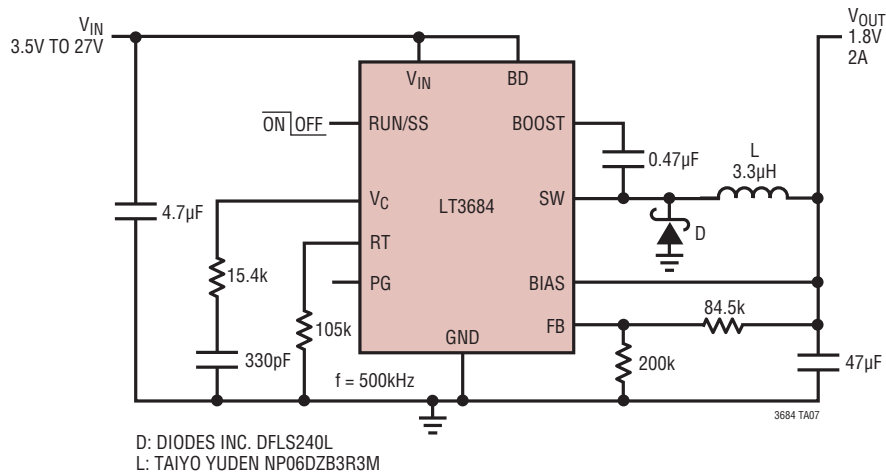 VIN
3.5V TO 27V
VOUT
1.8V
2A
VIN
BD
ON OFF
RUN/SS
BOOST
0.47µF
L
3.3µH
4.7µF
VC
LT3684
SW
D
RT
15.4k
PG
BIAS
84.5k
105k
FB
GND
330pF
f = 500kHz
200k
47µF
3684 TA07
D: DIODES INC. DFLS240L
L: TAIYO YUDEN NP06DZB3R3M